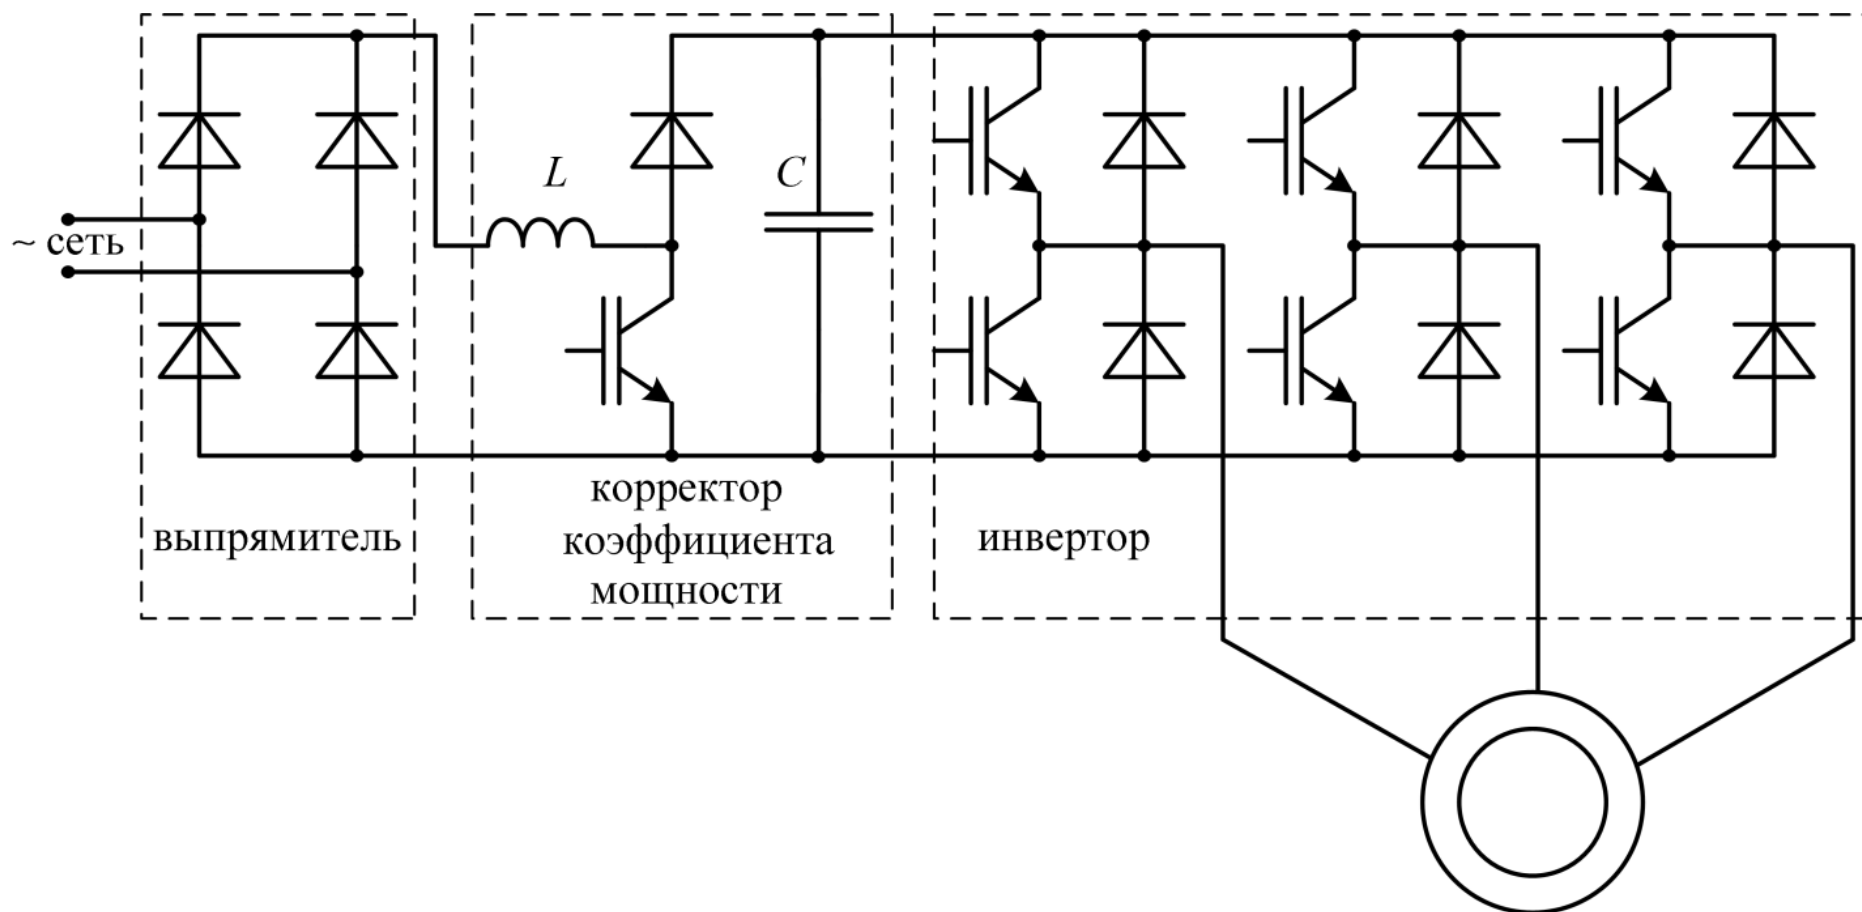 L
C
~ сеть
корректор
коэффициента
мощности
выпрямитель
инвертор